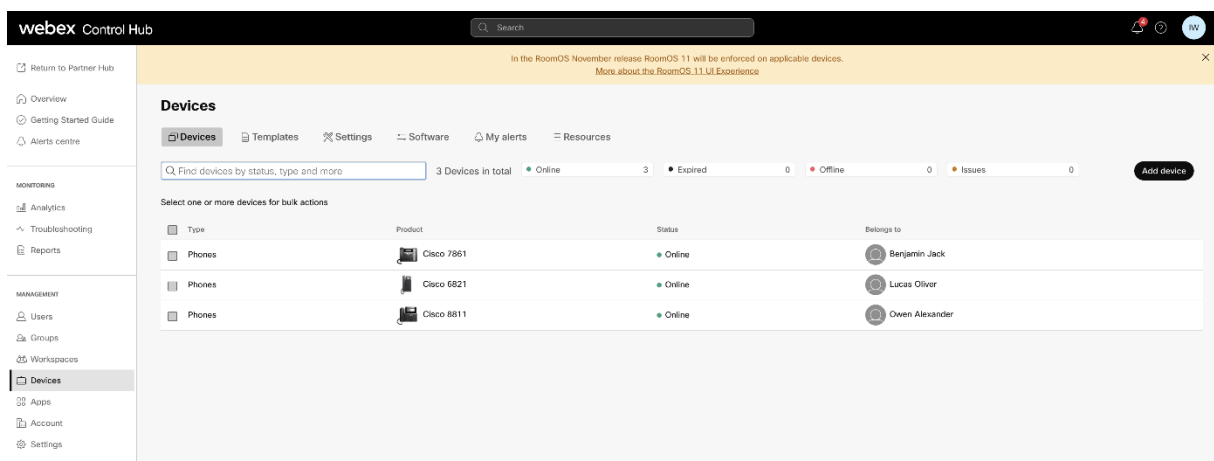 webex Control Hub
Search
4
IW
Return to Partner Hub
In the RoomOS November release RoomOS 11 will be enforced on applicable devices.
More about the RoomOS 11 UI Experience
Overview
Getting Started Guide
Alerts centre
MONITORING
Analytics
Troubleshooting
Reports
MANAGEMENT
Users
Groups
Workspaces
Devices
Apps
Account
Settings
Devices
Devices Templates Settings Software My alerts Resources
Find devices by status, type and more 3 Devices in total Online 3 Expired 0 Offline 0 Issues 0 Add device
Select one or more devices for bulk actions
Type Product Status Belongs to
Phones Cisco 7861 Online Benjamin Jack
Phones Cisco 6821 Online Lucas Oliver
Phones Cisco 8811 Online Owen Alexander